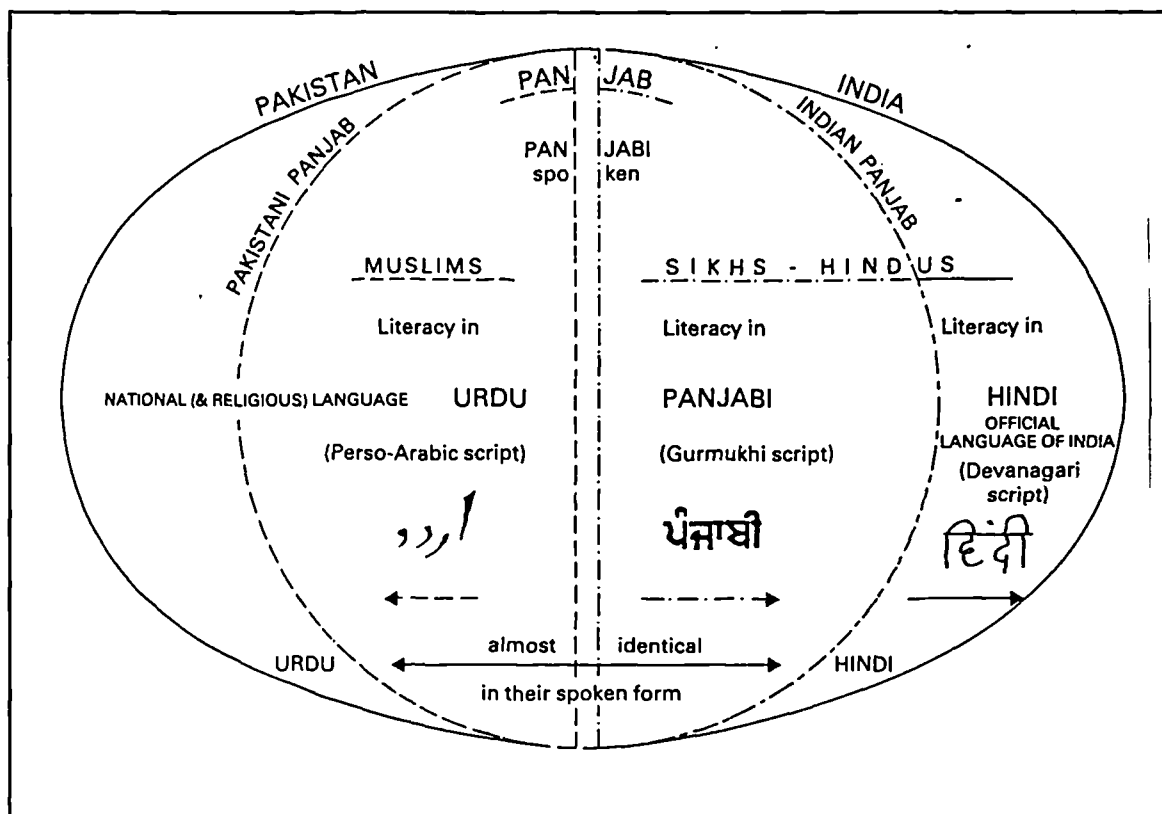 PAKISTAN
PAN JAB
INDIA
PAKISTANI PANJAB
INDIAN PANJAB
PAN JABI
spo ken
MUSLIMS
SIKHS - HINDUS
Literacy in
Literacy in
Literacy in
NATIONAL (& RELIGIOUS) LANGUAGE URDU
PANJABI
HINDI
OFFICIAL
LANGUAGE OF INDIA
(Perso-Arabic script)
(Gurmukhi script)
(Devanagari
script)
اردو
ਪੰਜਾਬੀ
हिंदी
almost identical
URDU
HINDI
in their spoken form